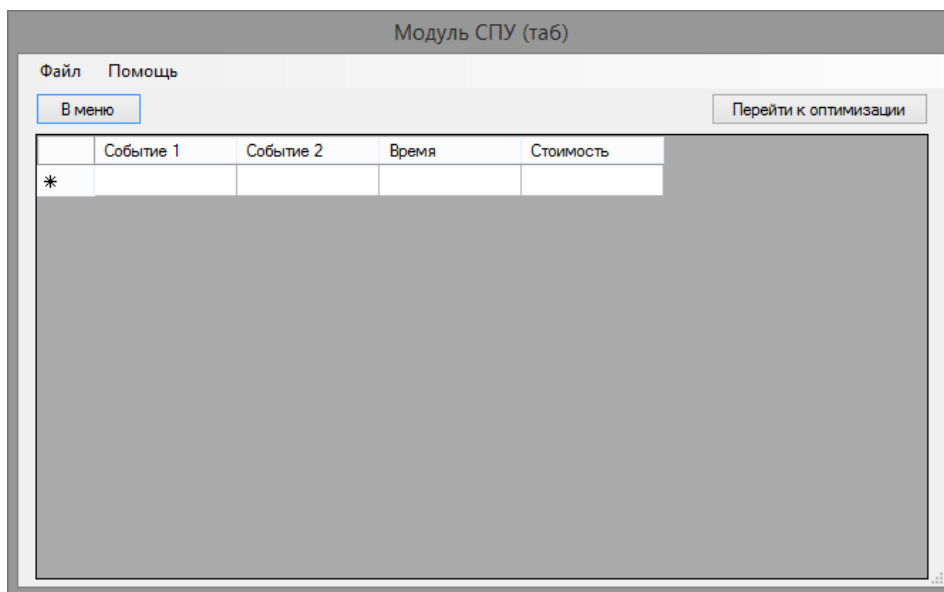 Модуль СПУ (таб)
Файл Помощь
В меню Перейти к оптимизации
Событие 1 Событие 2 Время Стоимость